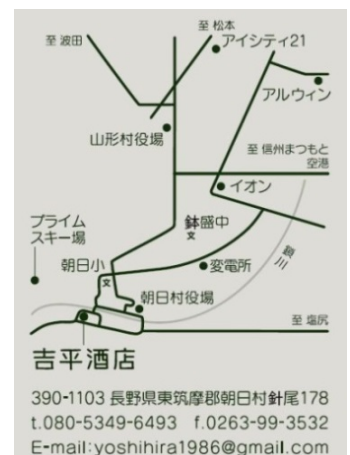 至 波田
至 松本
アイシティ21
アルウィン
山形村役場
至 信州まつもと
空港
イオン
鉢盛中
文
鎖川
プライム
スキー場
朝日小
文
変電所
朝日村役場
至 塩尻
吉平酒店
390-1103 長野県東筑摩郡朝日村針尾178
t.080-5349-6493 f.0263-99-3532
E-mail:yoshihira1986@gmail.com